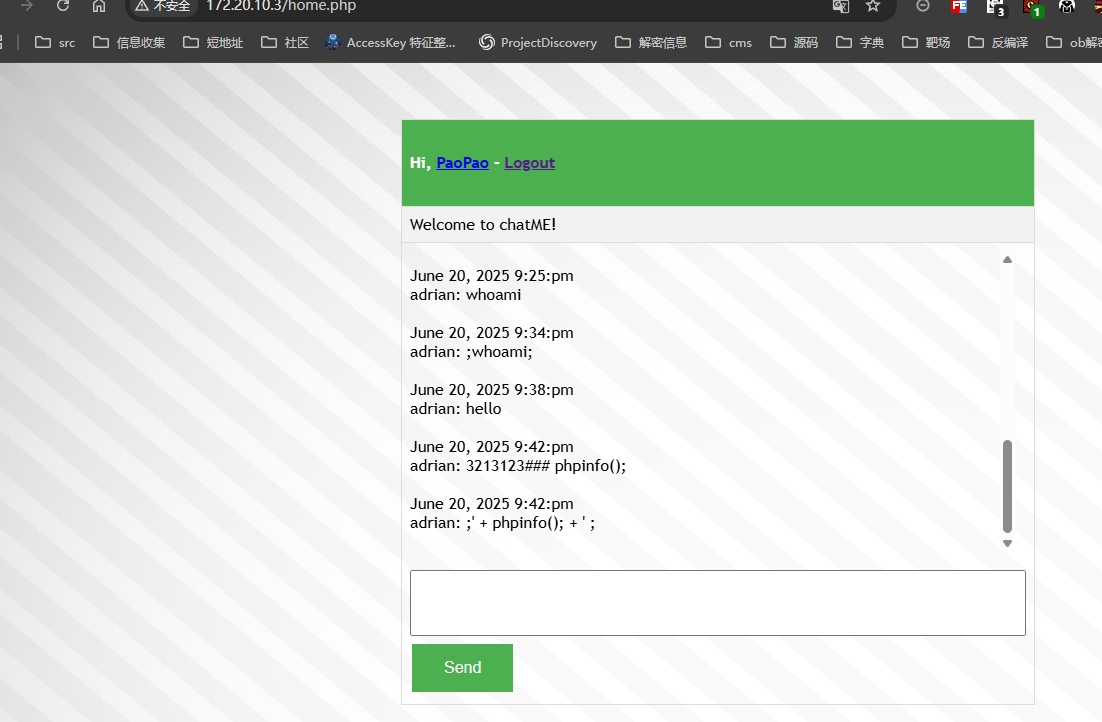 不安全 172.20.10.3/home.php
src 信息收集 短地址 社区 AccessKey 特征整... ProjectDiscovery 解密信息 cms 源码 字典 靶场 反编译
FE 3 1
Hi, PaoPao - Logout
Welcome to chatME!
June 20, 2025 9:25:pm
adrian: whoami
June 20, 2025 9:34:pm
adrian: ;whoami;
June 20, 2025 9:38:pm
adrian: hello
June 20, 2025 9:42:pm
adrian: 3213123### phpinfo();
June 20, 2025 9:42:pm
adrian: ;' + phpinfo(); + ' ;
Send